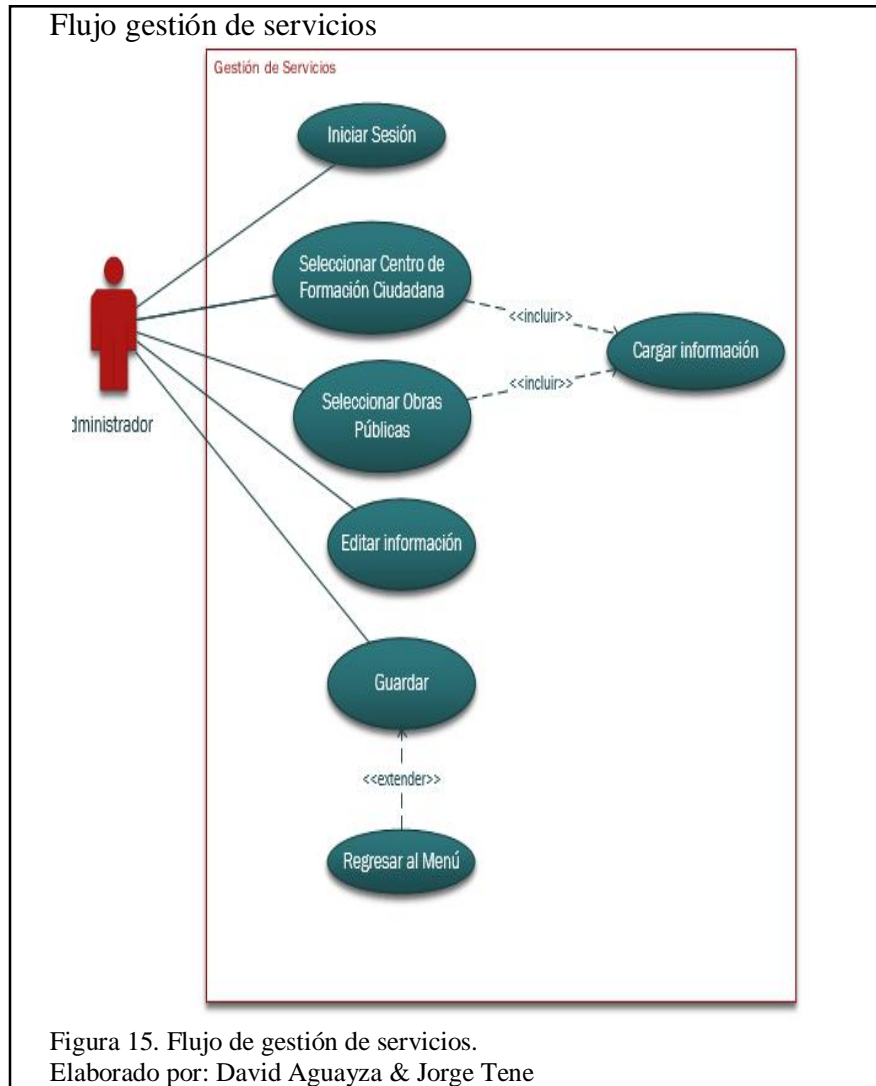 Flujo gestión de servicios
Gestión de Servicios
Iniciar Sesión
Seleccionar Centro de
Formación Ciudadana
<<incluir>>
Cargar información
<<incluir>>
Seleccionar Obras
Públicas
dministrador
Editar información
Guardar
<<extender>>
Regresar al Menú
Figura 15. Flujo de gestión de servicios.
Elaborado por: David Aguayza & Jorge Tene